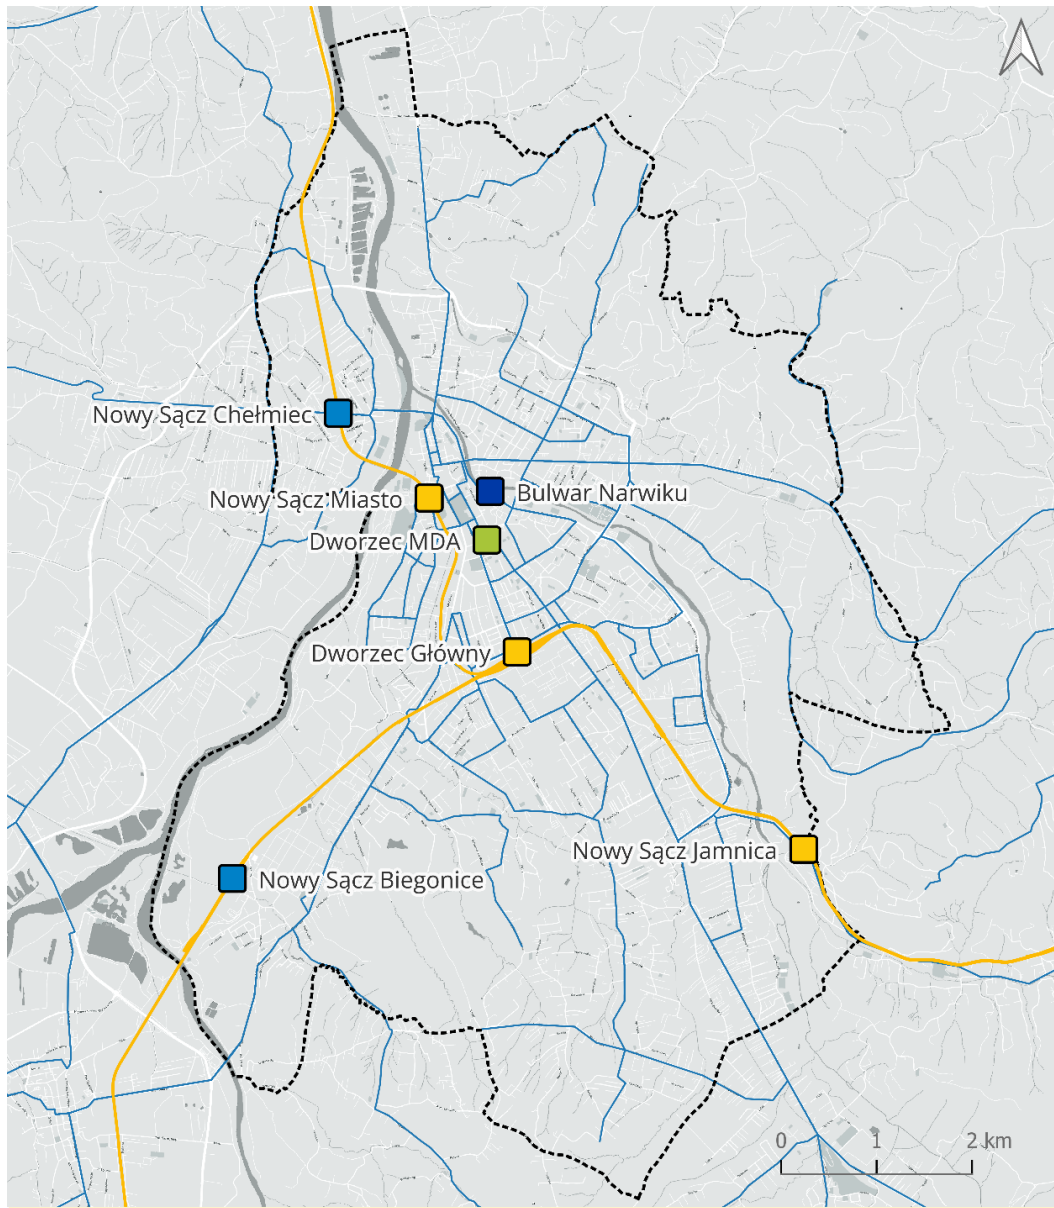 Nowy Sącz Chełmiec
Nowy Sącz Miasto
Bulwar Narwiku
Dworzec MDA
Dworzec Główny
Nowy Sącz Jamnica
Nowy Sącz Biegonice
0 1 2 km